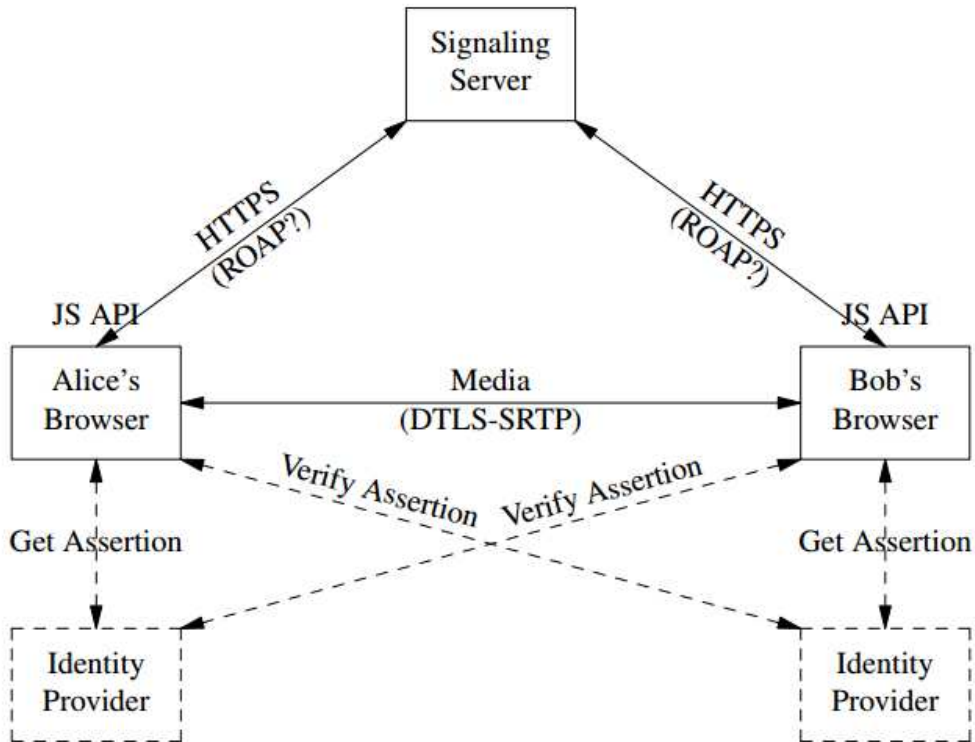 Signaling
Server
HTTPS
(ROAP?)
HTTPS
(ROAP?)
JS API
JS API
Alice's
Browser
Media
(DTLS-SRTP)
Bob's
Browser
Verify Assertion
Verify Assertion
Get Assertion
Get Assertion
Identity
Provider
Identity
Provider